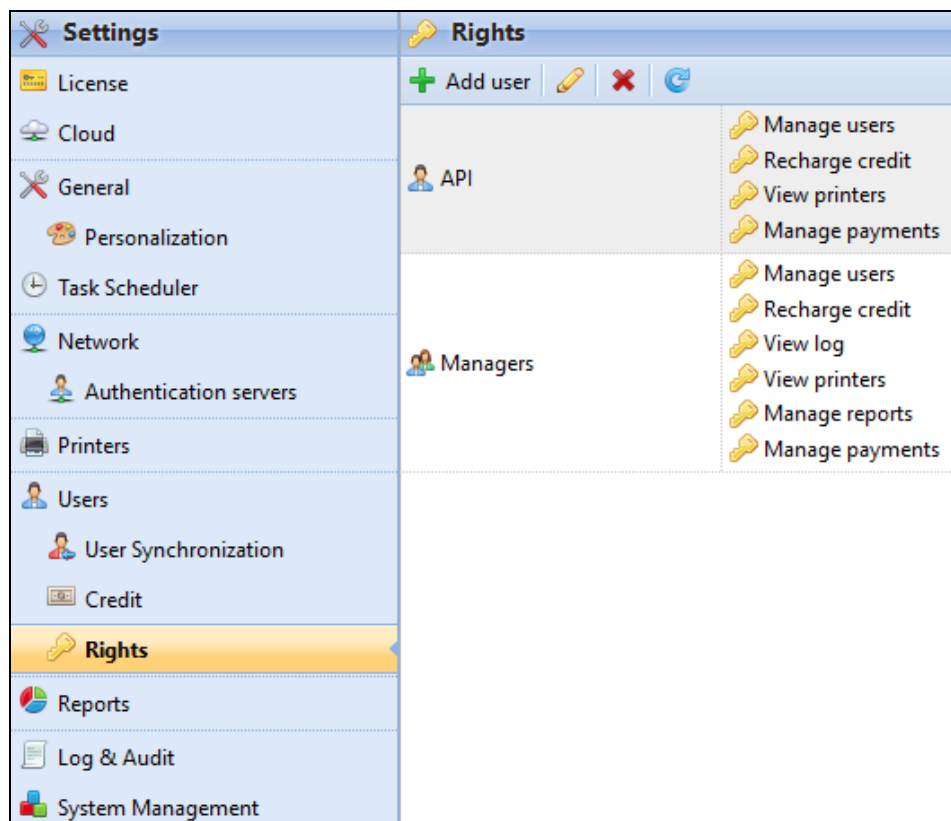 Settings
License
Cloud
General
Personalization
Task Scheduler
Network
Authentication servers
Printers
Users
User Synchronization
Credit
Rights
Reports
Log & Audit
System Management
Rights
Add user
API
Manage users
Recharge credit
View printers
Manage payments
Managers
Manage users
Recharge credit
View log
View printers
Manage reports
Manage payments